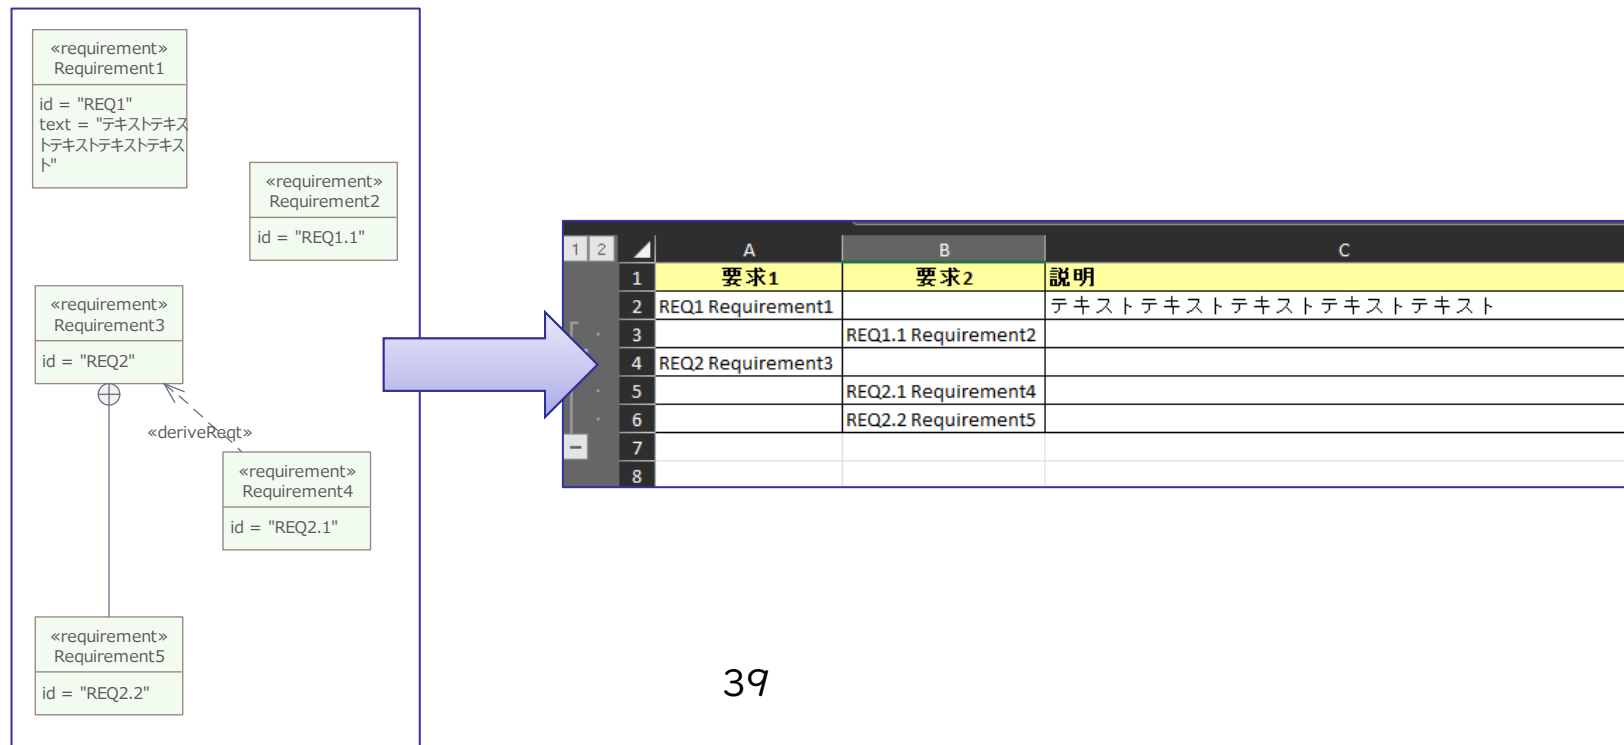 «requirement»
Requirement1
id = "REQ1"
text = "テキストテキス
トテキストテキストテキス
ト"
«requirement»
Requirement2
id = "REQ1.1"
«requirement»
Requirement3
id = "REQ2"
«deriveReqt»
«requirement»
Requirement4
id = "REQ2.1"
«requirement»
Requirement5
id = "REQ2.2"
1 2 A B C
1 要求1 要求2 説明
2 REQ1 Requirement1 テキストテキストテキストテキストテキスト
3 REQ1.1 Requirement2
4 REQ2 Requirement3
5 REQ2.1 Requirement4
6 REQ2.2 Requirement5
7
8
39